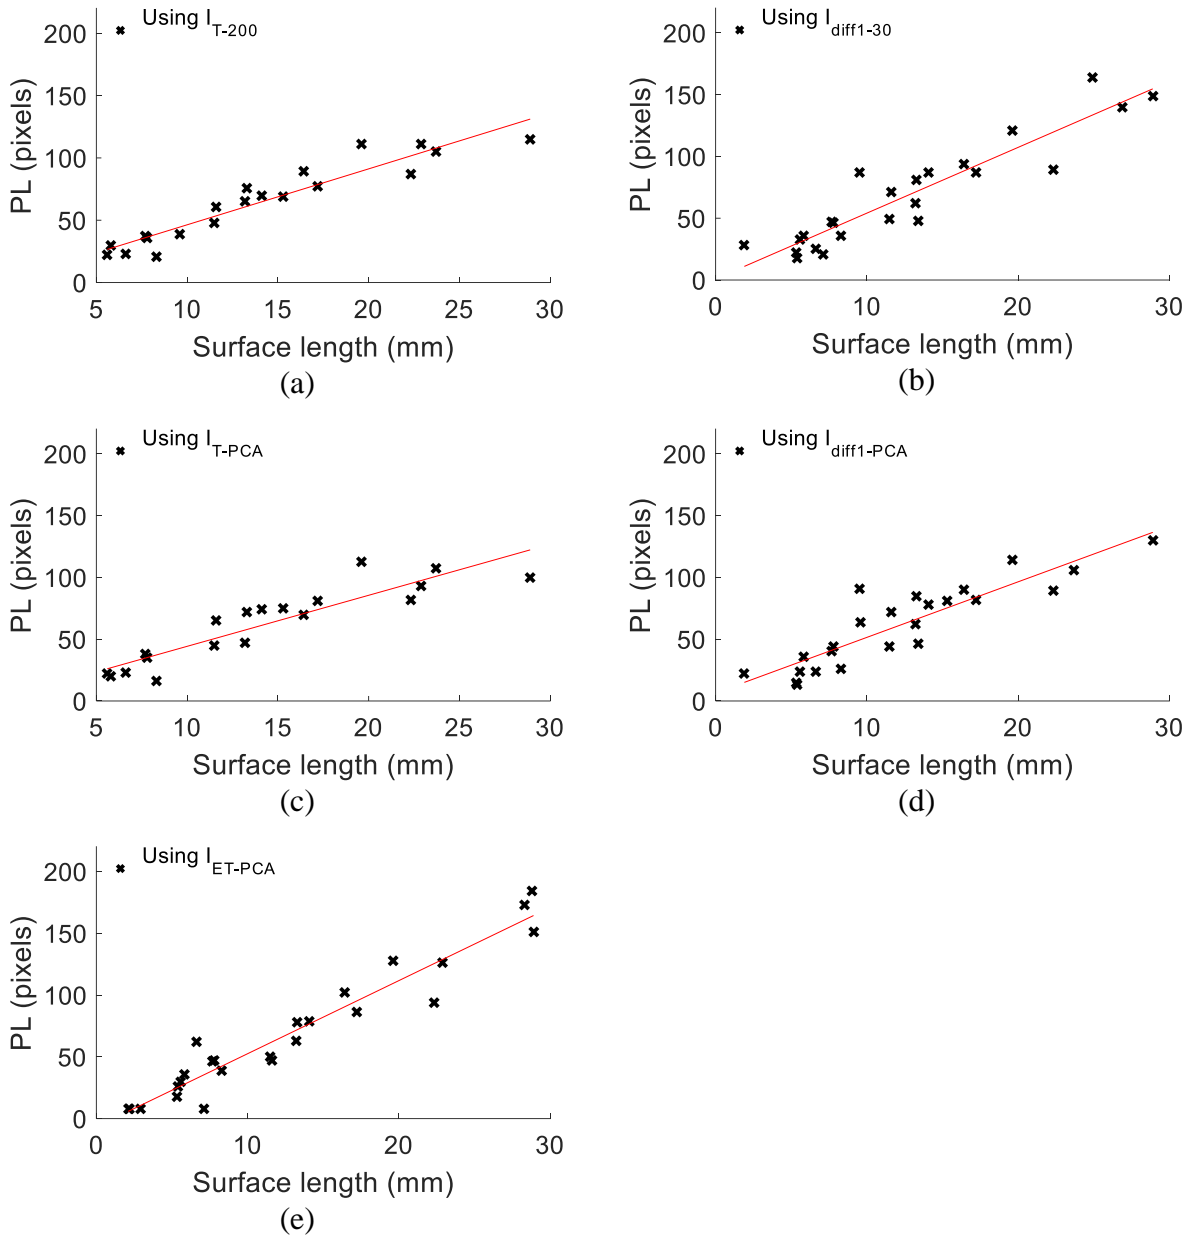 Using I_T-200
200
150
100
50
0
PL (pixels)
5 10 15 20 25 30
Surface length (mm)
(a)
Using I_diff1-30
200
150
100
50
0
PL (pixels)
0 10 20 30
Surface length (mm)
(b)
Using I_T-PCA
200
150
100
50
0
PL (pixels)
5 10 15 20 25 30
Surface length (mm)
(c)
Using I_diff1-PCA
200
150
100
50
0
PL (pixels)
0 10 20 30
Surface length (mm)
(d)
Using I_ET-PCA
200
150
100
50
0
PL (pixels)
0 10 20 30
Surface length (mm)
(e)